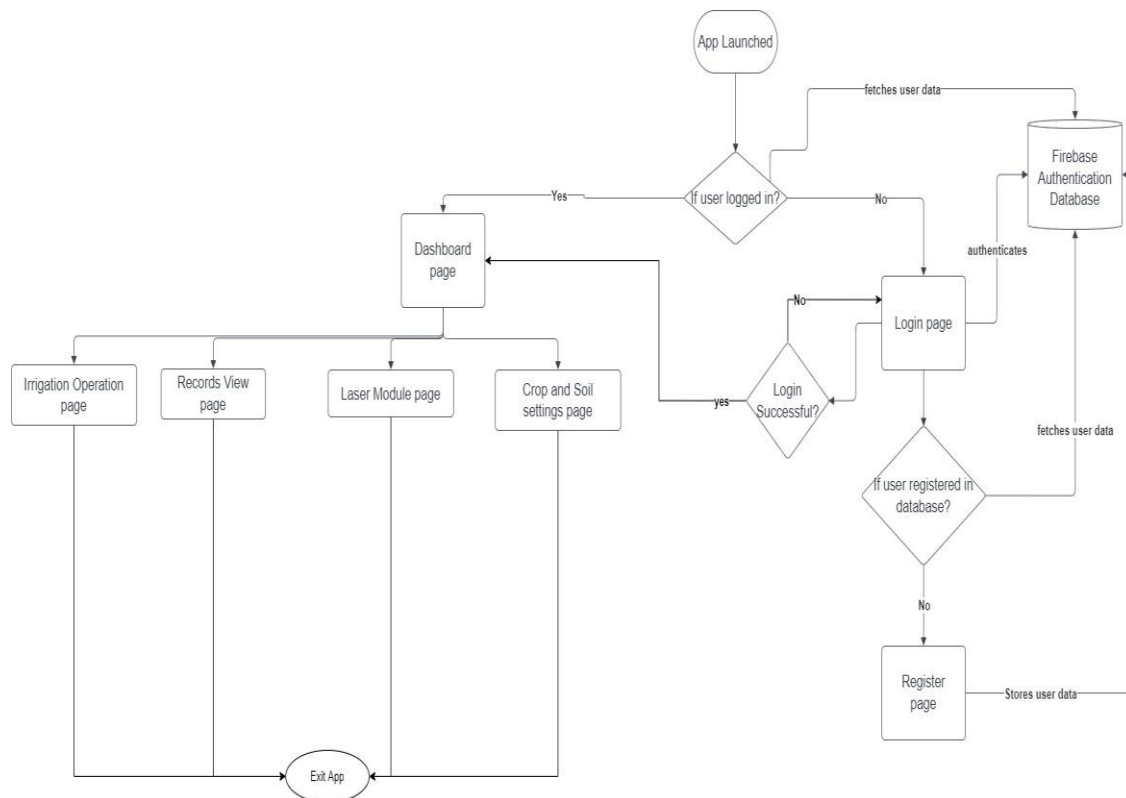 App Launched
fetches user data
Firebase
Authentication
Database
If user logged in?
Yes
No
Dashboard
page
authenticates
No
Login page
Login
Successful?
yes
Irrigation Operation
page
Records View
page
Laser Module page
Crop and Soil
settings page
fetches user data
If user registered in
database?
No
Register
page
Stores user data
Exit App